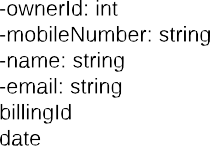 -ownerId: int
-mobileNumber: string
-name: string
-email: string
billingId
date